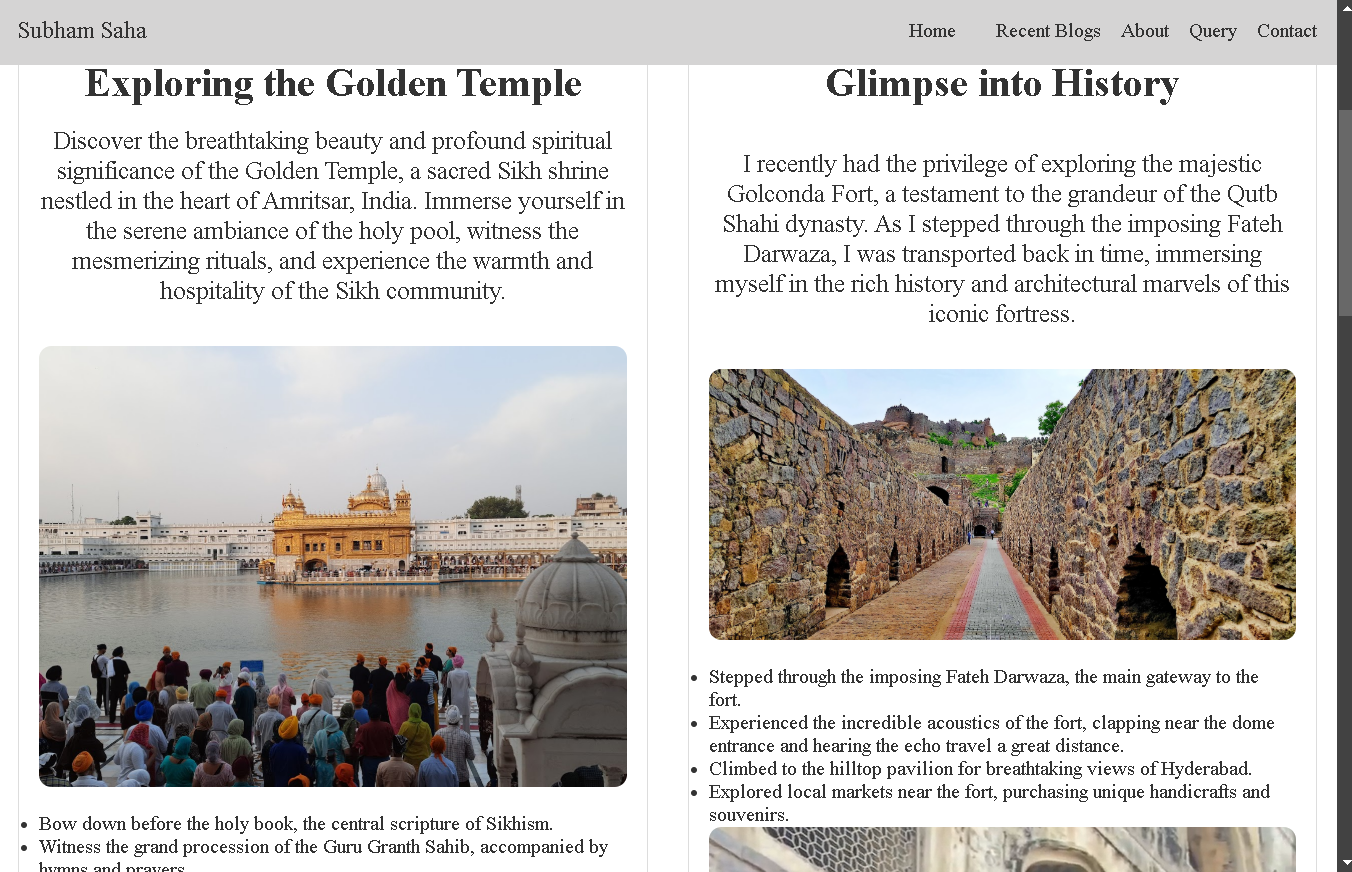 Subham Saha
Home Recent Blogs About Query Contact
Exploring the Golden Temple
Discover the breathtaking beauty and profound spiritual
significance of the Golden Temple, a sacred Sikh shrine
nestled in the heart of Amritsar, India. Immerse yourself in
the serene ambiance of the holy pool, witness the
mesmerizing rituals, and experience the warmth and
hospitality of the Sikh community.
Bow down before the holy book, the central scripture of Sikhism.
Witness the grand procession of the Guru Granth Sahib, accompanied by
hymns and prayers
Glimpse into History
I recently had the privilege of exploring the majestic
Golconda Fort, a testament to the grandeur of the Qutb
Shahi dynasty. As I stepped through the imposing Fateh
Darwaza, I was transported back in time, immersing
myself in the rich history and architectural marvels of this
iconic fortress.
Stepped through the imposing Fateh Darwaza, the main gateway to the
fort.
Experienced the incredible acoustics of the fort, clapping near the dome
entrance and hearing the echo travel a great distance.
Climbed to the hilltop pavilion for breathtaking views of Hyderabad.
Explored local markets near the fort, purchasing unique handicrafts and
souvenirs.